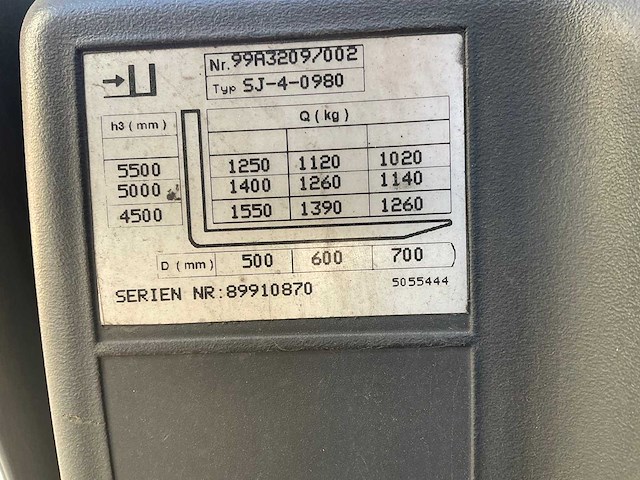 Nr. 99A3209/002
Typ SJ-4-0980
h3 (mm) Q (kg)
5500 1250 1120 1020
5000 1400 1260 1140
4500 1550 1390 1260
D (mm) 500 600 700
SERIEN NR:89910870 5055444